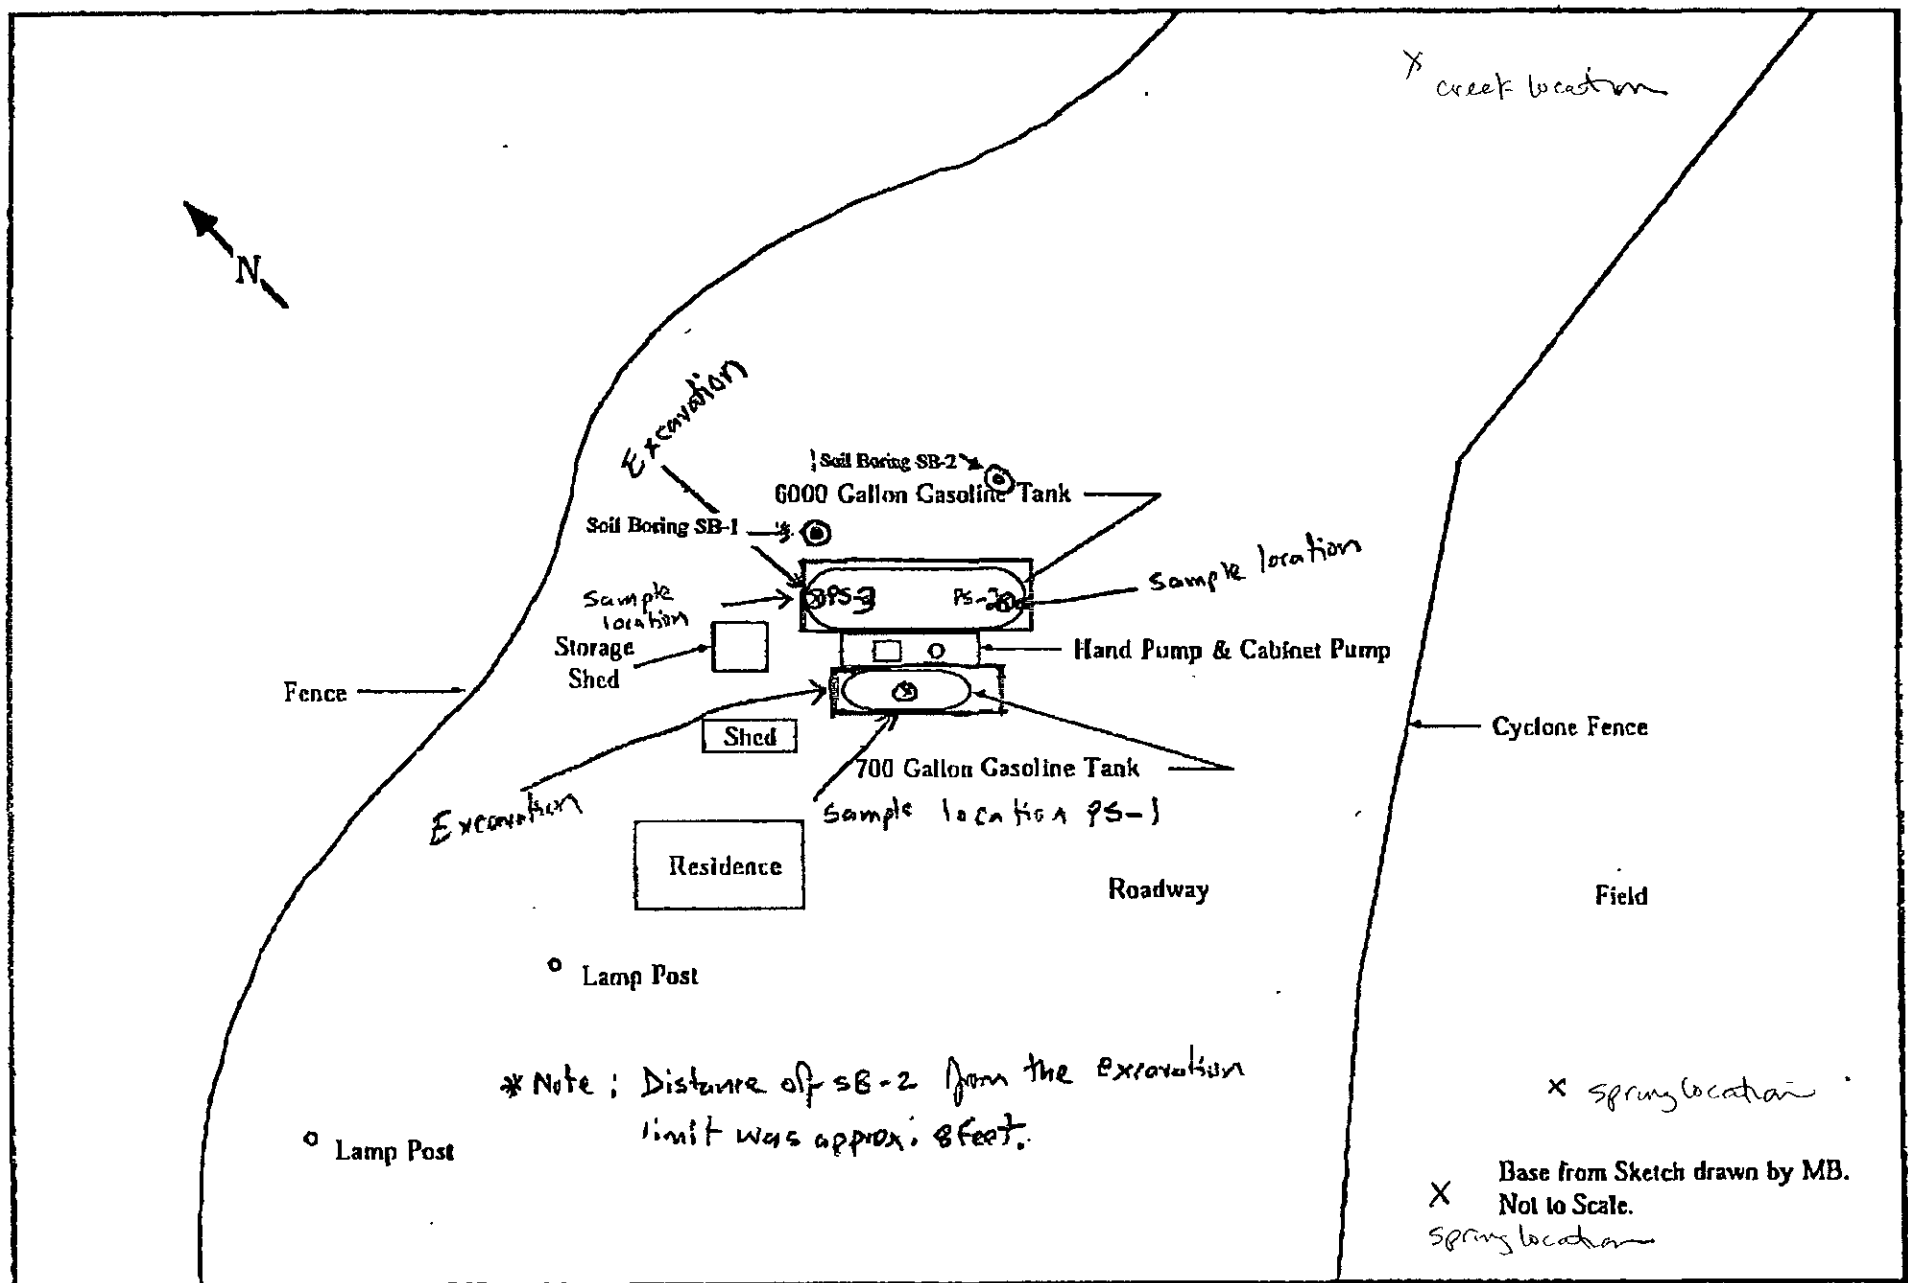 X
creek location
N
Excavation
Soil Boring SB-2
6000 Gallon Gasoline Tank
Soil Boring SB-1
sample location
sample
location
PS-3
PS-2
Storage
Shed
Hand Pump & Cabinet Pump
Fence
Shed
Cyclone Fence
700 Gallon Gasoline Tank
Excavation
sample location PS-1
Residence
Roadway
Field
Lamp Post
* Note: Distance of SB-2 from the excavation
limit was approx. 8 feet.
X spring location
Lamp Post
Base from Sketch drawn by MB.
Not to Scale.
X
spring location